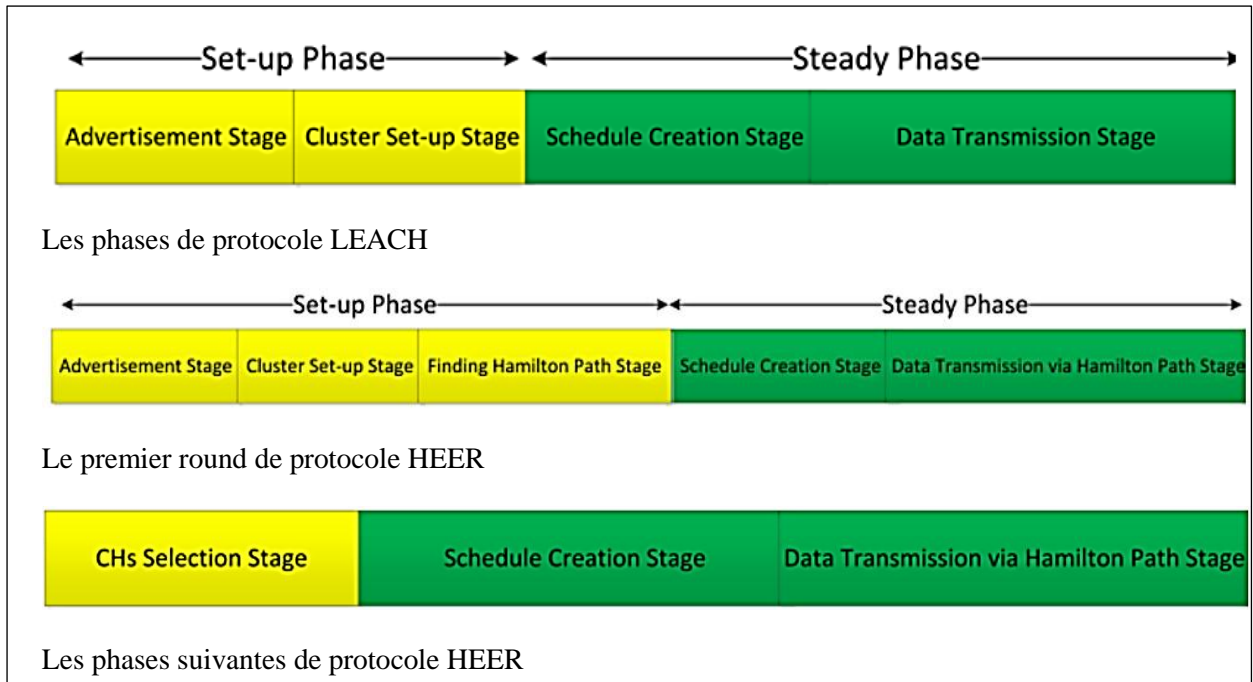 Set-up Phase Steady Phase
Advertisement Stage Cluster Set-up Stage Schedule Creation Stage Data Transmission Stage
Les phases de protocole LEACH
Set-up Phase Steady Phase
Advertisement Stage Cluster Set-up Stage Finding Hamilton Path Stage Schedule Creation Stage Data Transmission via Hamilton Path Stage
Le premier round de protocole HEER
CHs Selection Stage Schedule Creation Stage Data Transmission via Hamilton Path Stage
Les phases suivantes de protocole HEER